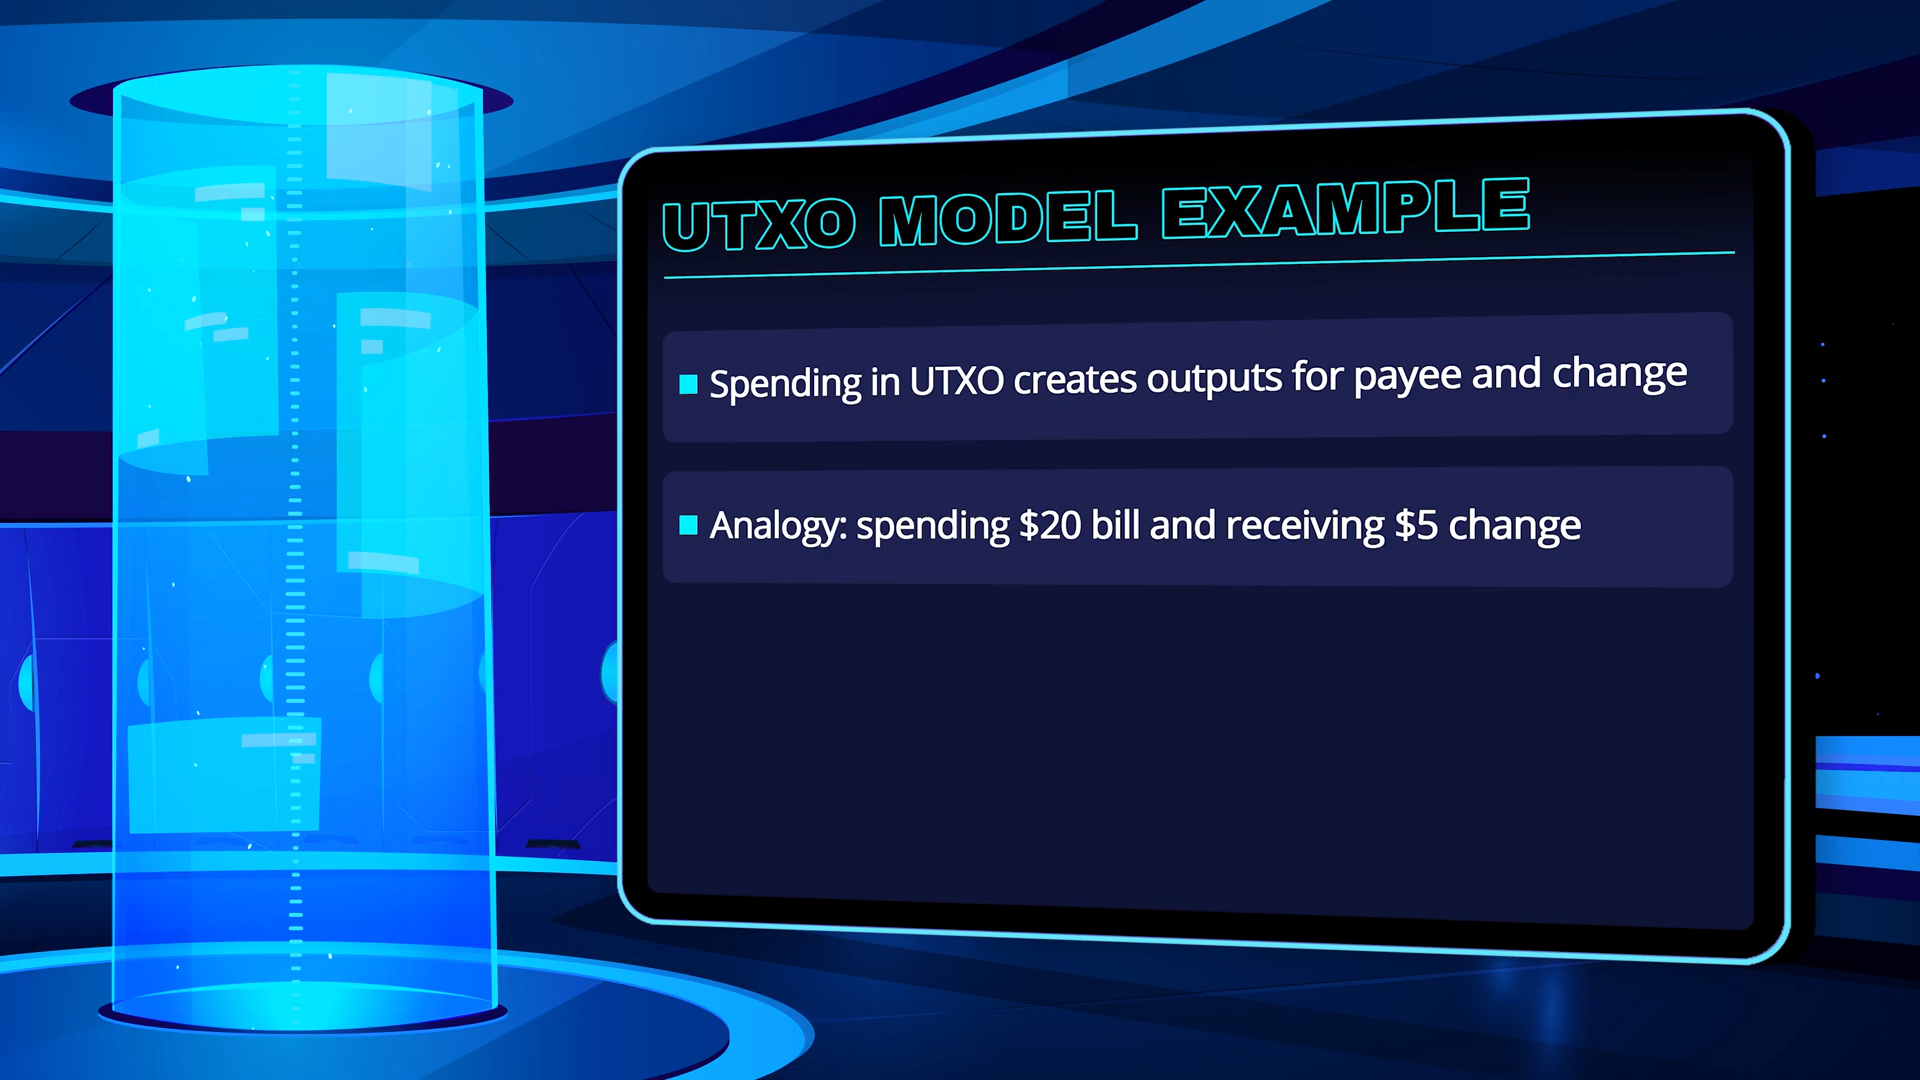 UTXO MODEL EXAMPLE
Spending in UTXO creates outputs for payee and change
Analogy: spending $20 bill and receiving $5 change